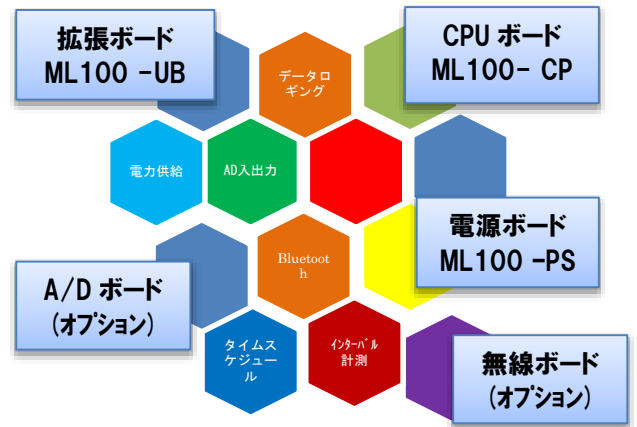 拡張ボード
ML100 -UB
データロ
ギング
CPU ボード
ML100- CP
電力供給
AD入出力
電源ボード
ML100 -PS
Bluetoot
h
A/D ボード
(オプション)
タイムス
ケジュー
ル
インターバル
計測
無線ボード
(オプション)